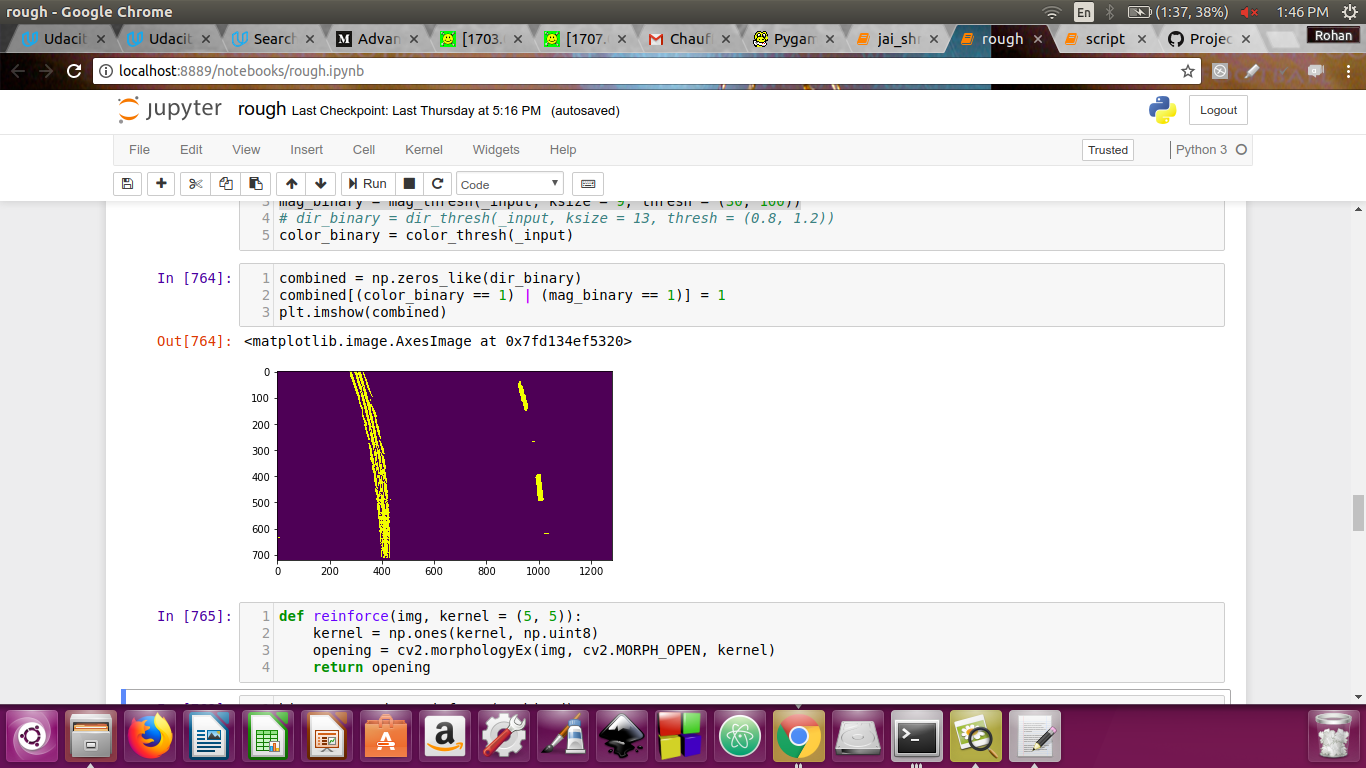 rough - Google Chrome
En
(1:37, 38%)
1:46 PM
Udacit
Udacit
Search
Advan
[1703.
[1707.
Chauf
Pygam
jai_shr
rough
script
Projec
Rohan
localhost:8889/notebooks/rough.ipynb
jupyter
rough Last Checkpoint: Last Thursday at 5:16 PM (autosaved)
Logout
File Edit View Insert Cell Kernel Widgets Help
Trusted
Python 3
Run
Code
3 mag_binary = mag_thresh(_input, ksize = 9, thresh = (50, 100))
4 # dir_binary = dir_thresh(_input, ksize = 13, thresh = (0.8, 1.2))
5 color_binary = color_thresh(_input)
In [764]:
1 combined = np.zeros_like(dir_binary)
2 combined[(color_binary == 1) | (mag_binary == 1)] = 1
3 plt.imshow(combined)
Out[764]: <matplotlib.image.AxesImage at 0x7fd134ef5320>
0
100
200
300
400
500
600
700
0 200 400 600 800 1000 1200
In [765]:
1 def reinforce(img, kernel = (5, 5)):
2     kernel = np.ones(kernel, np.uint8)
3     opening = cv2.morphologyEx(img, cv2.MORPH_OPEN, kernel)
4     return opening